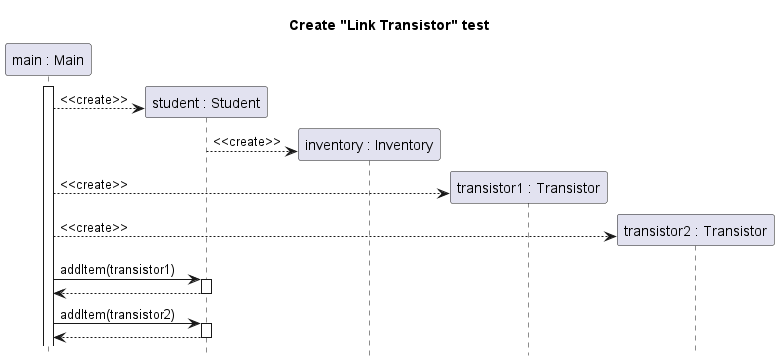 Create "Link Transistor" test
main : Main
<<create>>
student : Student
<<create>>
inventory : Inventory
<<create>>
transistor1 : Transistor
<<create>>
transistor2 : Transistor
addItem(transistor1)
addItem(transistor2)